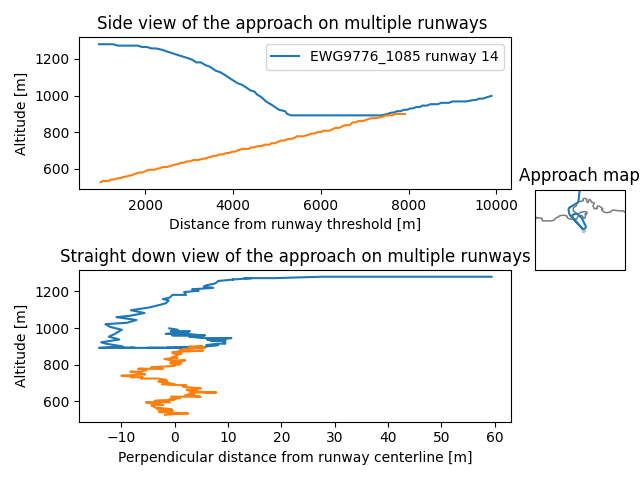 Side view of the approach on multiple runways
1200
1000
800
600
Altitude [m]
EWG9776_1085 runway 14
2000
4000
6000
8000
10000
Distance from runway threshold [m]
Approach map
Straight down view of the approach on multiple runways
1200
1000
800
600
Altitude [m]
−10
0
10
20
30
40
50
60
Perpendicular distance from runway centerline [m]